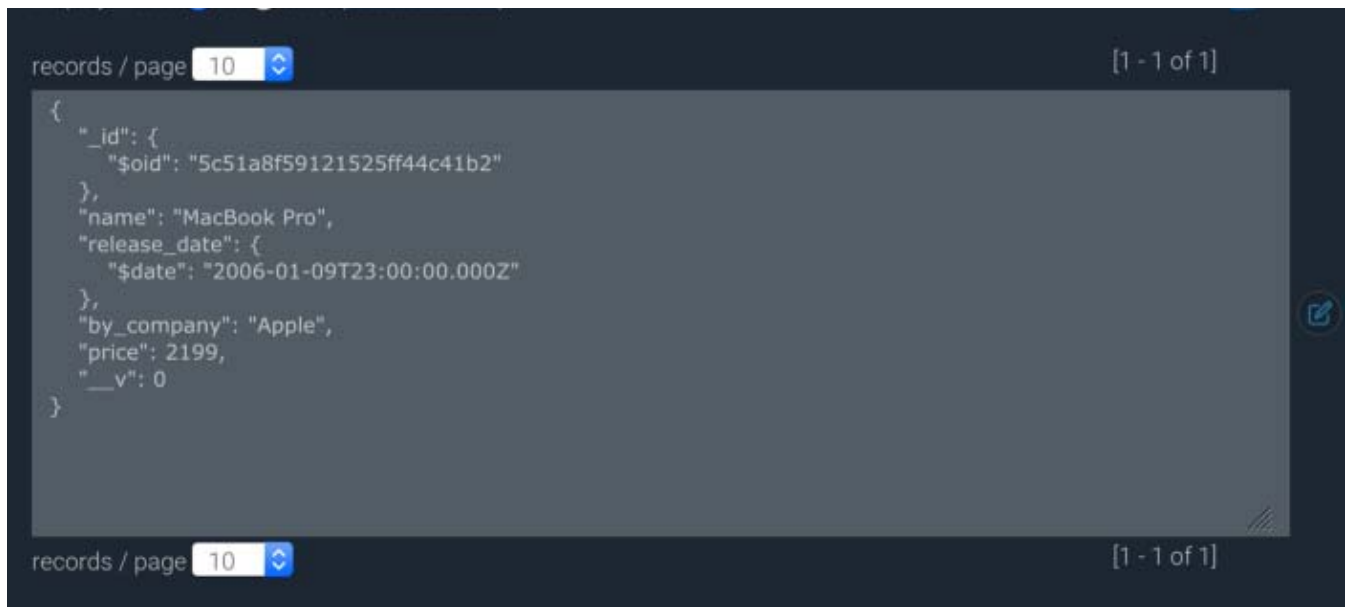 records / page 10 [1 - 1 of 1]
{
"_id": {
"$oid": "5c51a8f59121525ff44c41b2"
},
"name": "MacBook Pro",
"release_date": {
"$date": "2006-01-09T23:00:00.000Z"
},
"by_company": "Apple",
"price": 2199,
"__v": 0
}
records / page 10 [1 - 1 of 1]